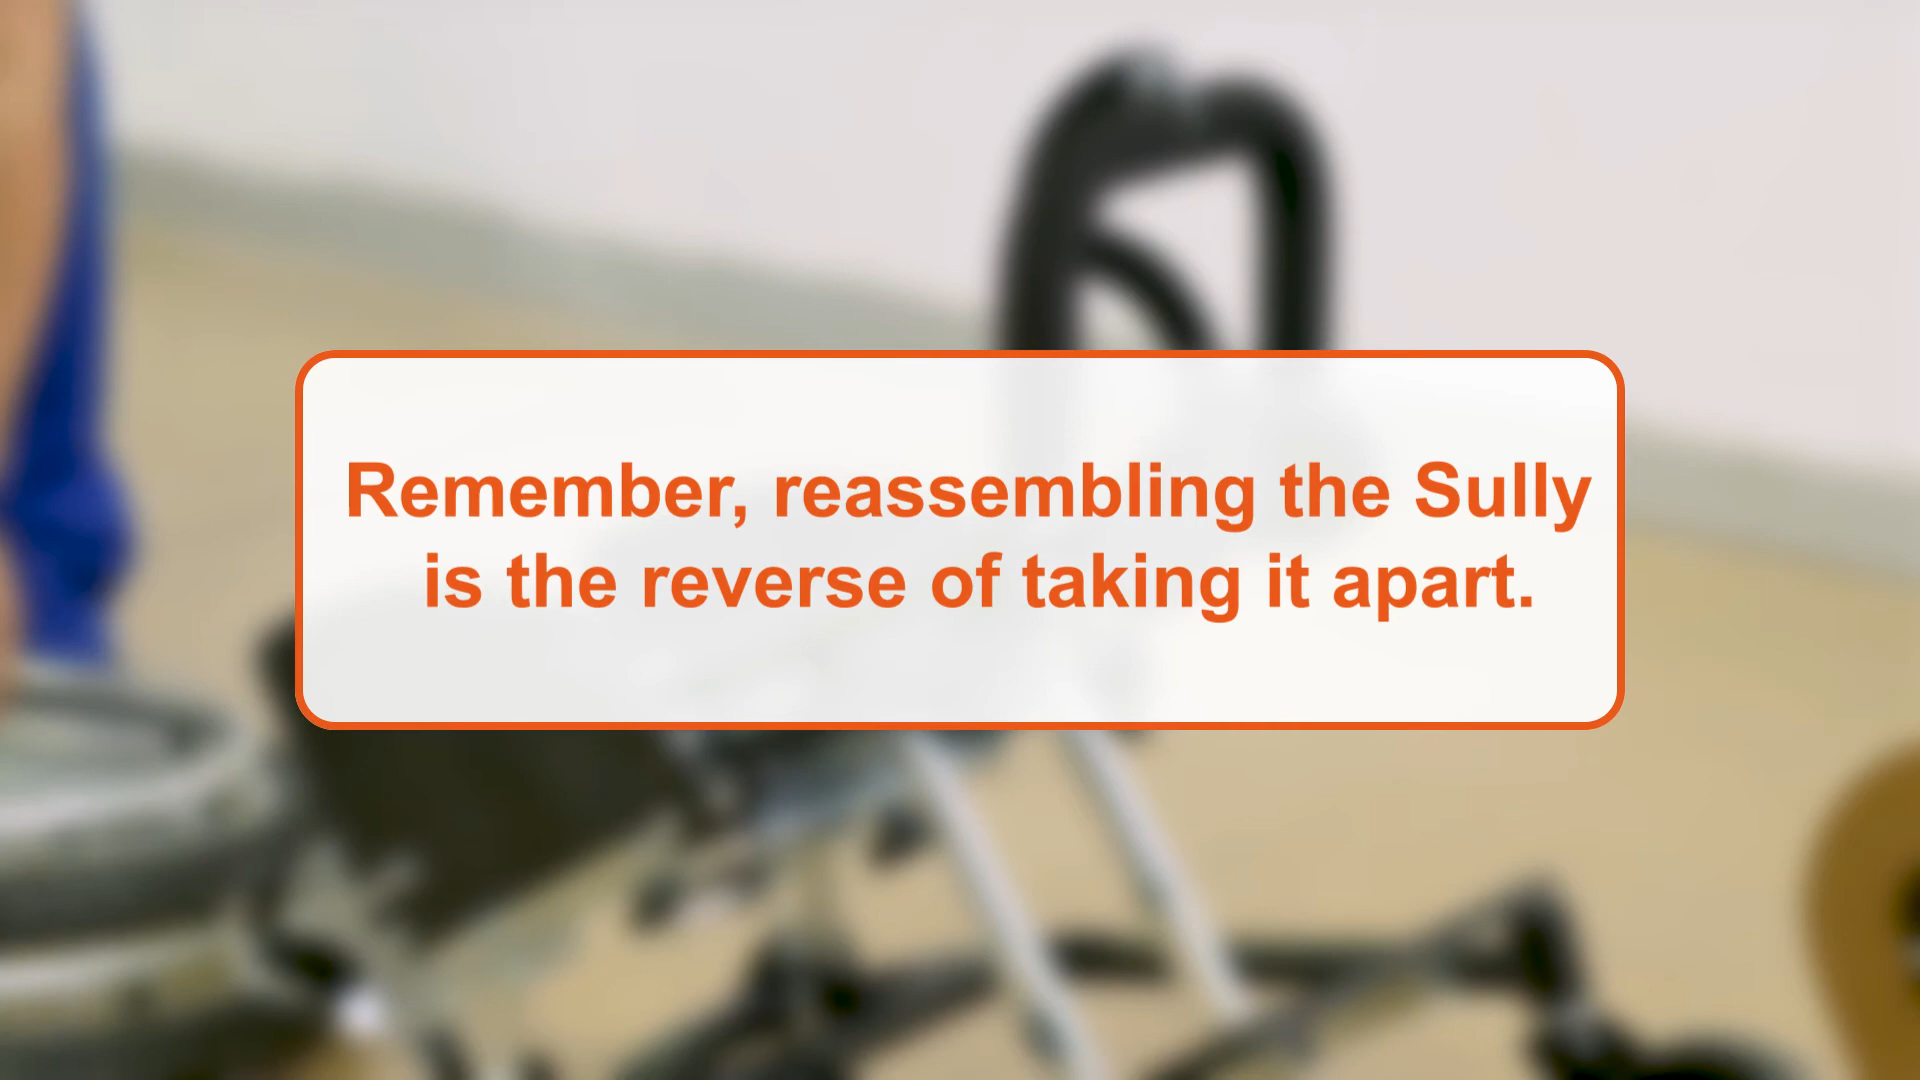 Remember, reassembling the Sully
is the reverse of taking it apart.